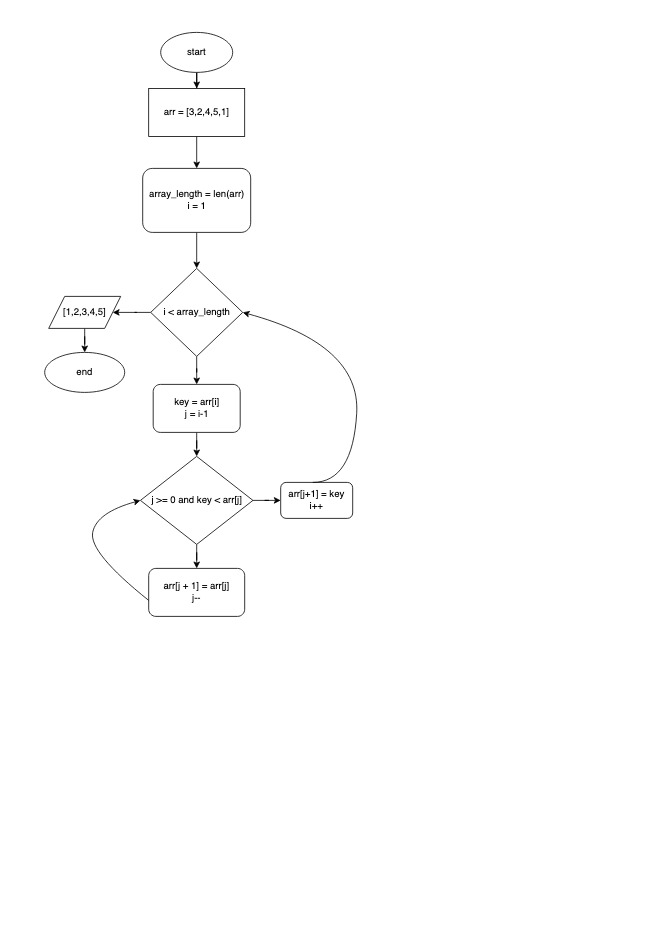 start
arr = [3,2,4,5,1]
array_length = len(arr)
i = 1
i < array_length
[1,2,3,4,5]
end
key = arr[i]
j = i-1
j >= 0 and key < arr[j]
arr[j+1] = key
i++
arr[j + 1] = arr[j]
j--